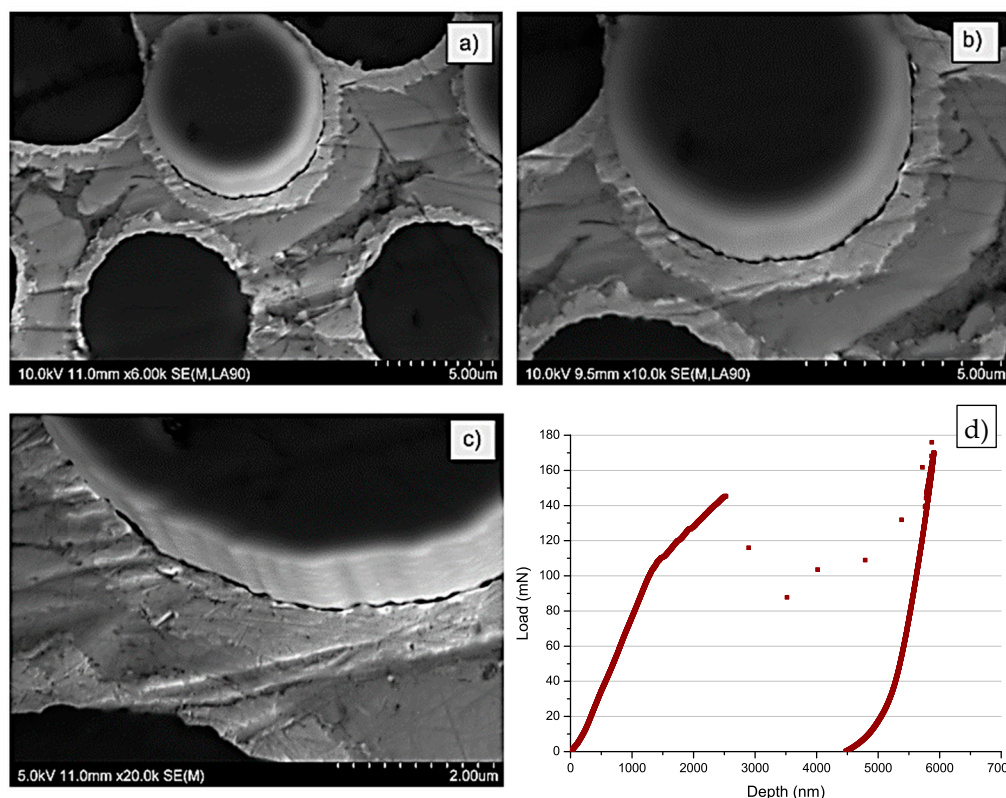 a)
10.0kV 11.0mm x6.00k SE(M,LA90) 5.00um
b)
10.0kV 9.5mm x10.0k SE(M,LA90) 5.00um
c)
5.0kV 11.0mm x20.0k SE(M) 2.00um
d)
180
160
140
120
100
80
60
40
20
0
Load (mN)
0 1000 2000 3000 4000 5000 6000 700
Depth (nm)